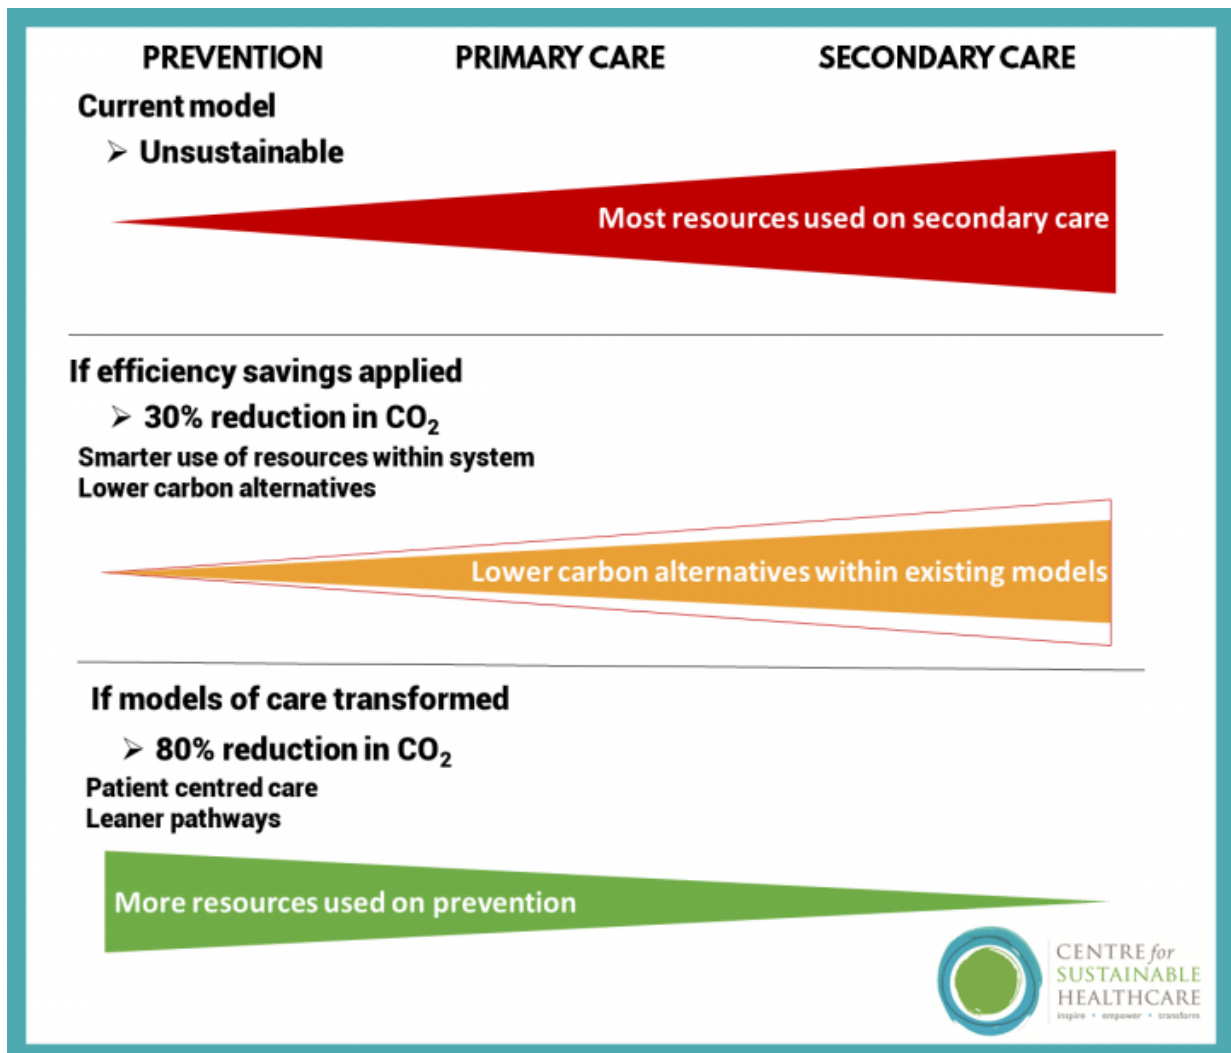 PREVENTION PRIMARY CARE SECONDARY CARE
Current model
➢ Unsustainable
Most resources used on secondary care
If efficiency savings applied
➢ 30% reduction in CO₂
Smarter use of resources within system
Lower carbon alternatives
Lower carbon alternatives within existing models
If models of care transformed
➢ 80% reduction in CO₂
Patient centred care
Leaner pathways
More resources used on prevention
CENTRE for
SUSTAINABLE
HEALTHCARE
inspire • empower • transform